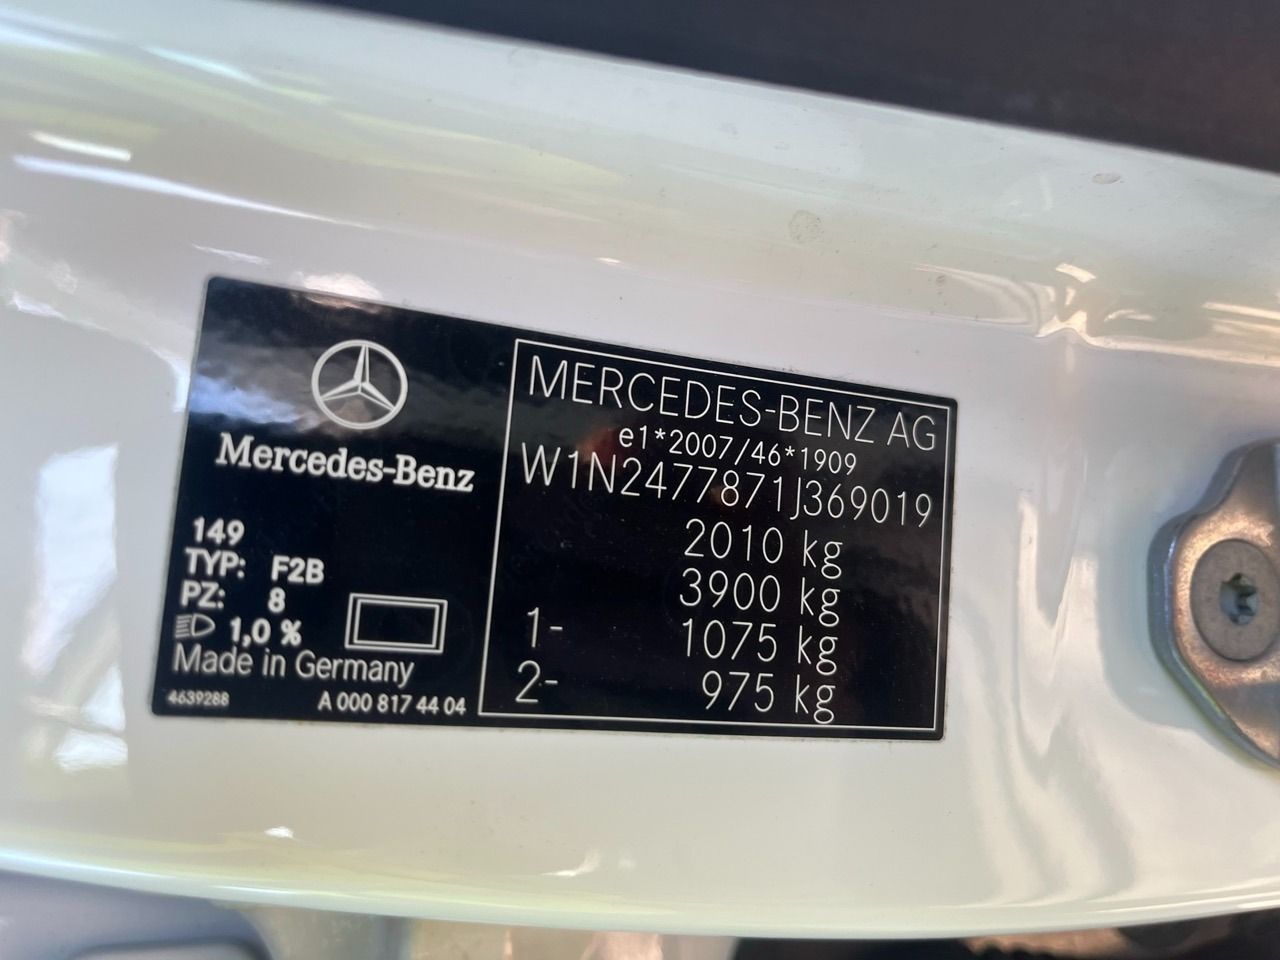 Mercedes-Benz
149
TYP: F2B
PZ: 8
1,0 %
Made in Germany
4639288 A 000 817 44 04
MERCEDES-BENZ AG
e1*2007/46*1909
W1N2477871J369019
2010 kg
3900 kg
1- 1075 kg
2- 975 kg